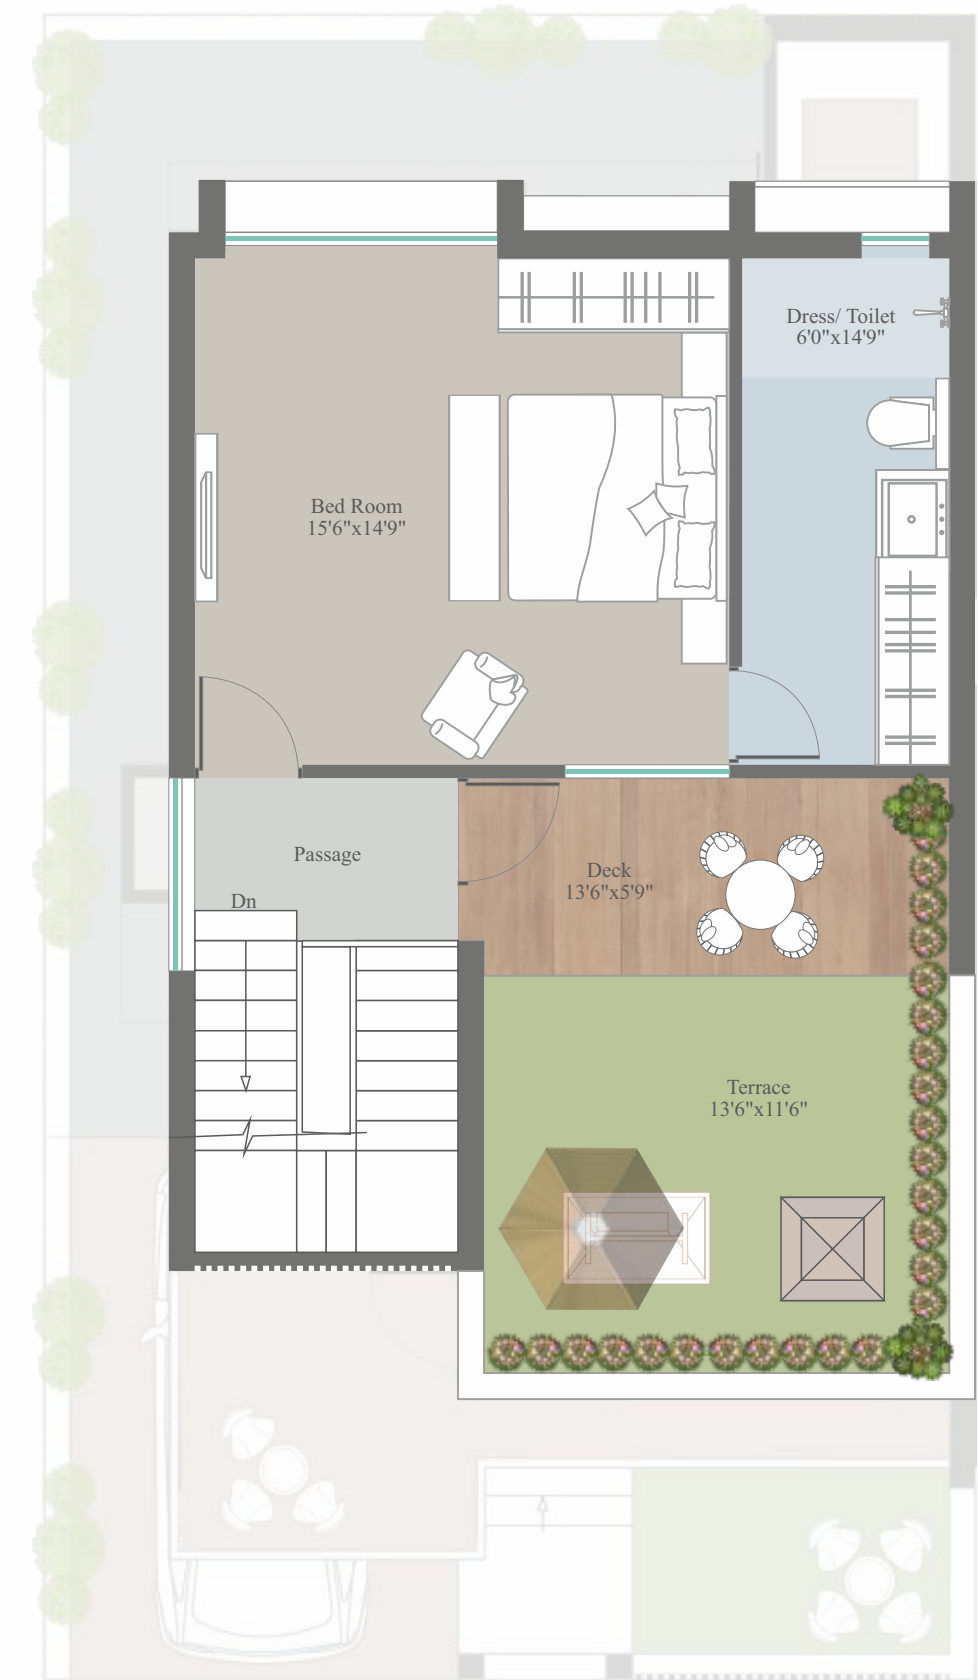 Dress/ Toilet
6'0"x14'9"
Bed Room
15'6"x14'9"
Passage
Deck
13'6"x5'9"
Dn
Terrace
13'6"x11'6"